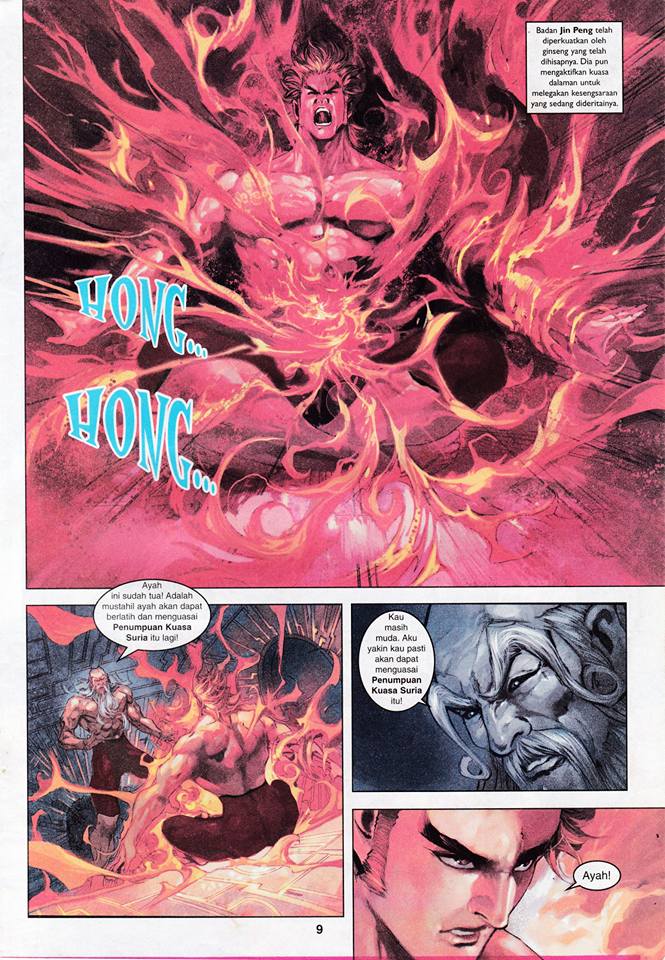 Badan Jin Peng telah
diperkuatkan oleh
ginseng yang telah
dihisapnya. Dia pun
mengaktifkan kuasa
dalaman untuk
melegakan kesengsaraan
yang sedang dideritainya.
HONG...
HONG...
Ayah
ini sudah tua! Adalah
mustahil ayah akan dapat
berlatih dan menguasai
Penumpuan Kuasa
Suria itu lagi!
Kau
masih
muda. Aku
yakin kau pasti
akan dapat
menguasai
Penumpuan
Kuasa Suria
itu!
Ayah!
9